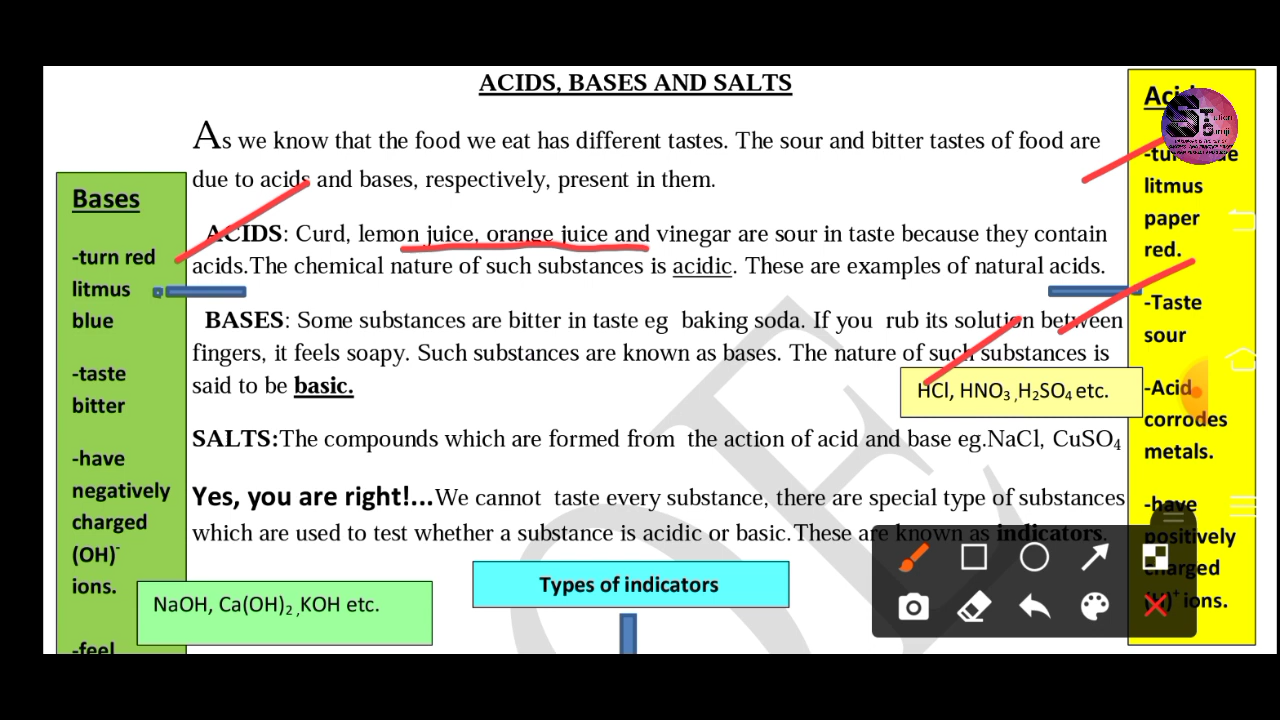 ACIDS, BASES AND SALTS
As we know that the food we eat has different tastes. The sour and bitter tastes of food are
due to acids and bases, respectively, present in them.
ACIDS: Curd, lemon juice, orange juice and vinegar are sour in taste because they contain
acids.The chemical nature of such substances is acidic. These are examples of natural acids.
BASES: Some substances are bitter in taste eg baking soda. If you rub its solution between
fingers, it feels soapy. Such substances are known as bases. The nature of such substances is
said to be basic.
HCl, HNO₃ ,H₂SO₄ etc.
SALTS:The compounds which are formed from the action of acid and base eg.NaCl, CuSO₄
Yes, you are right!...We cannot taste every substance, there are special type of substances
which are used to test whether a substance is acidic or basic.These are known as indicators.
Types of indicators
NaOH, Ca(OH)₂ ,KOH etc.
Bases
-turn red
litmus
blue
-taste
bitter
-have
negatively
charged
(OH)⁻
ions.
-feel
litmus
paper
red.
-Taste
sour
-Acid
corrodes
metals.
-have
positively
charged
ions.